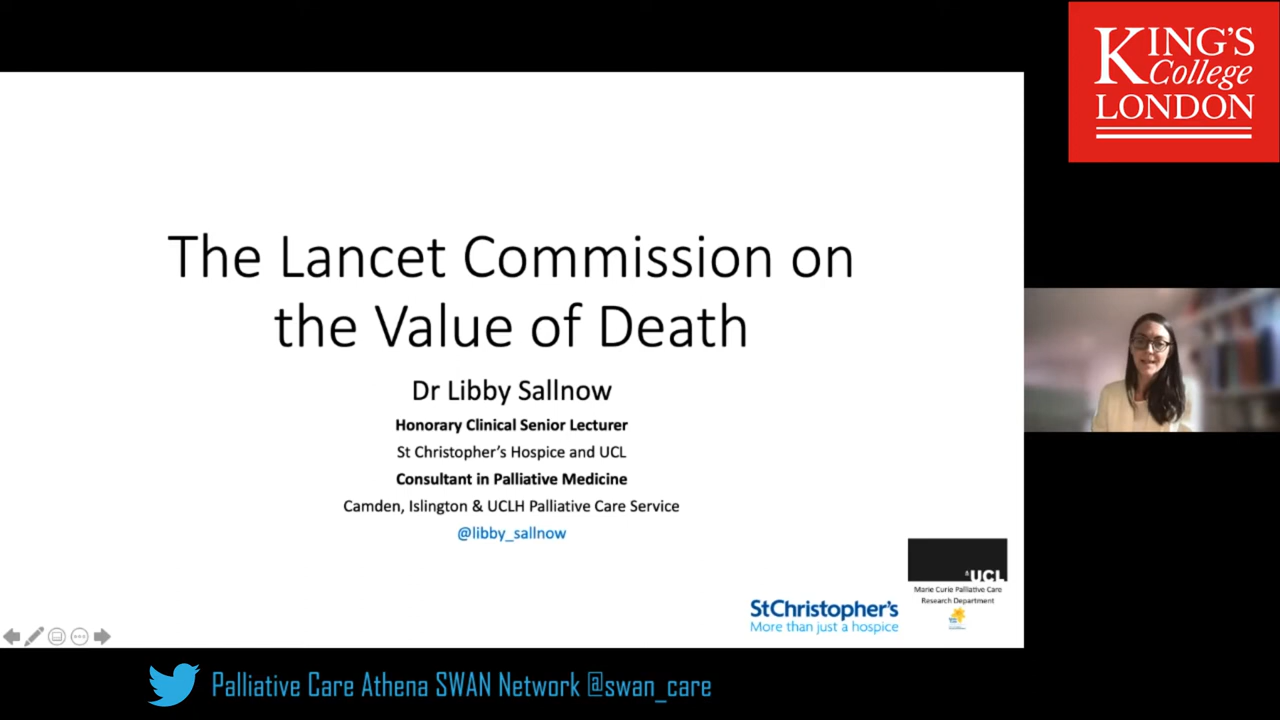 KING'S
College
LONDON
The Lancet Commission on
the Value of Death
Dr Libby Sallnow
Honorary Clinical Senior Lecturer
St Christopher's Hospice and UCL
Consultant in Palliative Medicine
Camden, Islington & UCLH Palliative Care Service
@libby_sallnow
StChristopher's
More than just a hospice
UCL
Marie Curie Palliative Care
Research Department
Palliative Care Athena SWAN Network @swan_care